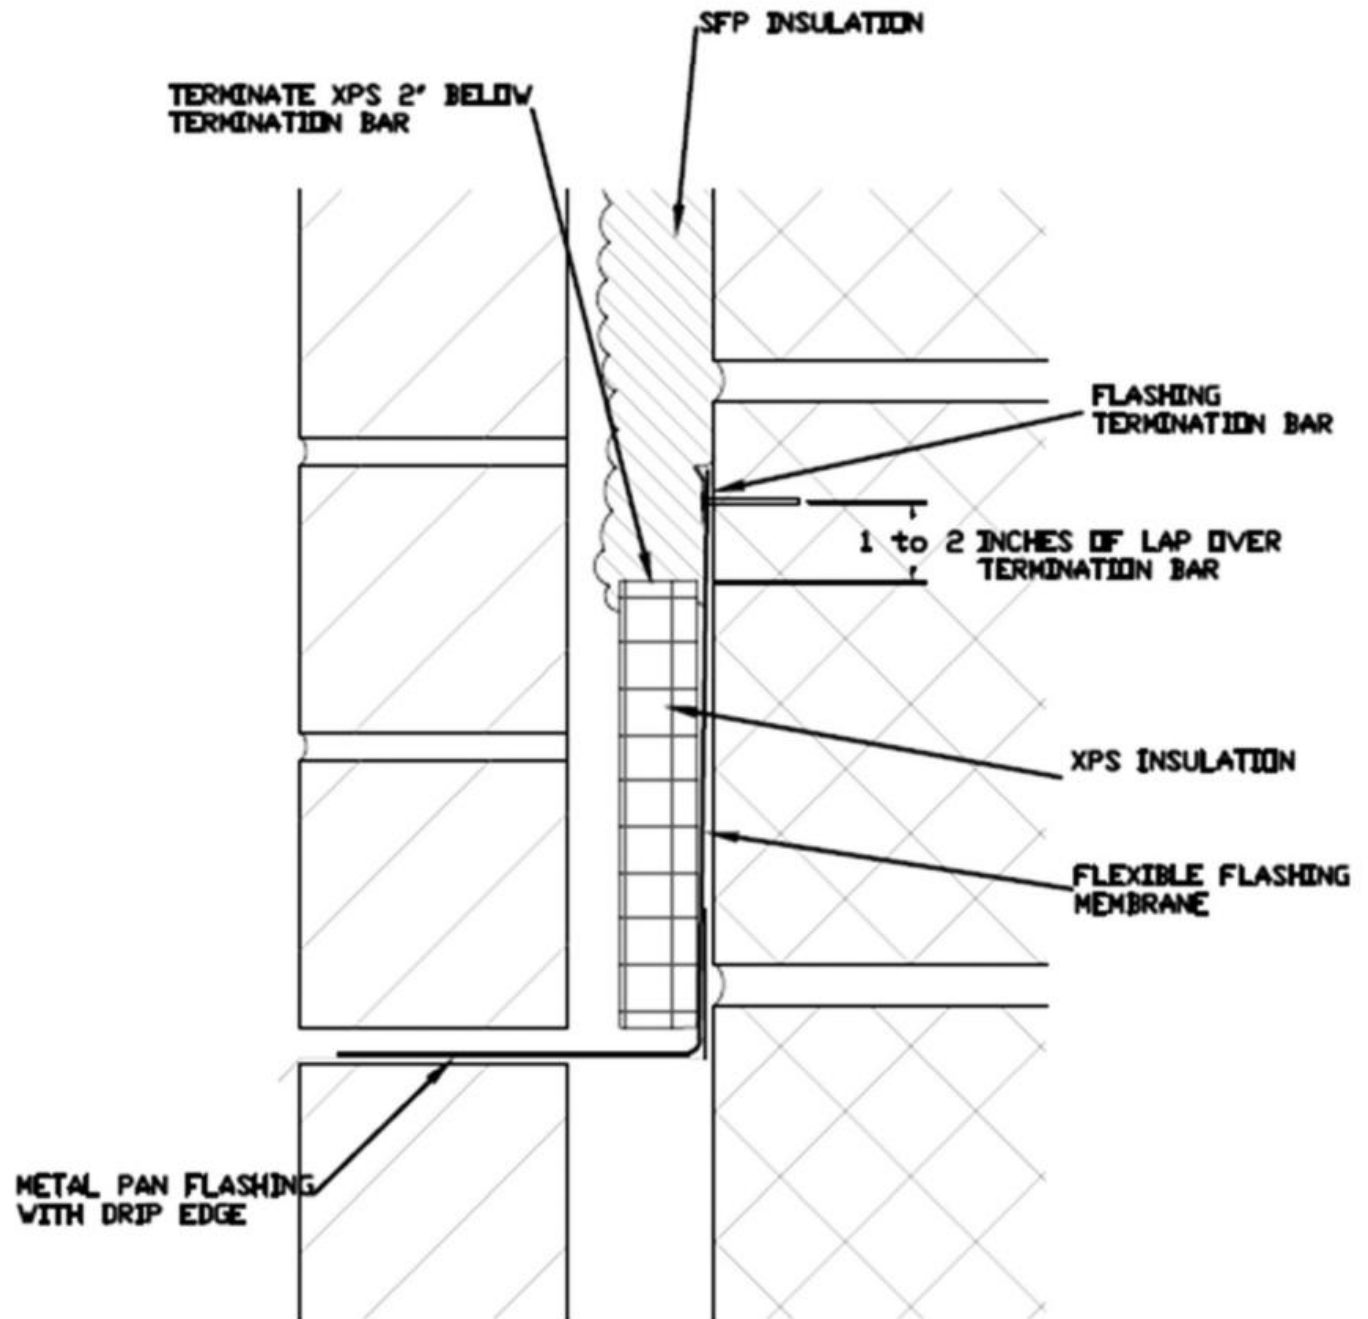 SFP INSULATION
TERMINATE XPS 2" BELOW
TERMINATION BAR
FLASHING
TERMINATION BAR
1 to 2 INCHES OF LAP OVER
TERMINATION BAR
XPS INSULATION
FLEXIBLE FLASHING
MEMBRANE
METAL PAN FLASHING
WITH DRIP EDGE